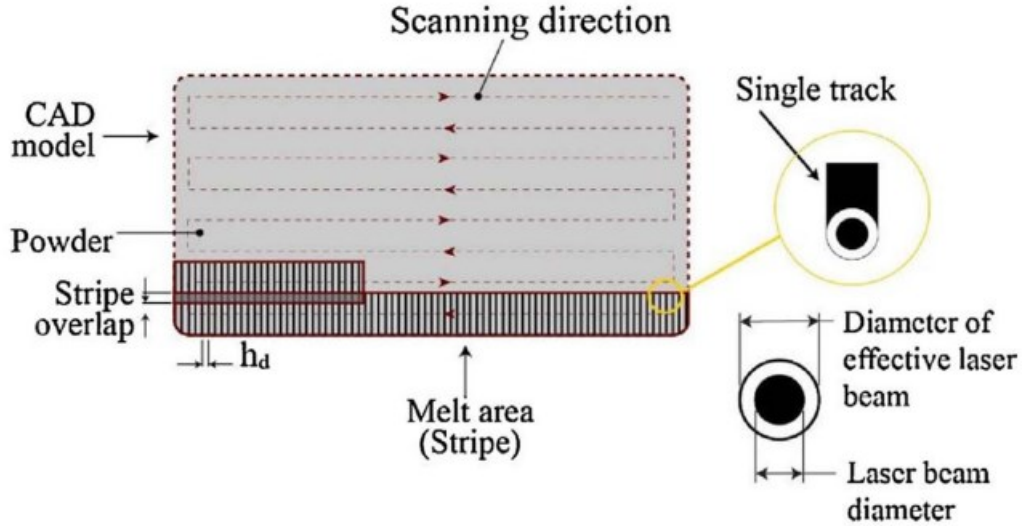 Scanning direction
CAD
model
Single track
Powder
Stripe
overlap
h_d
Melt area
(Stripe)
Diameter of
effective laser
beam
Laser beam
diameter